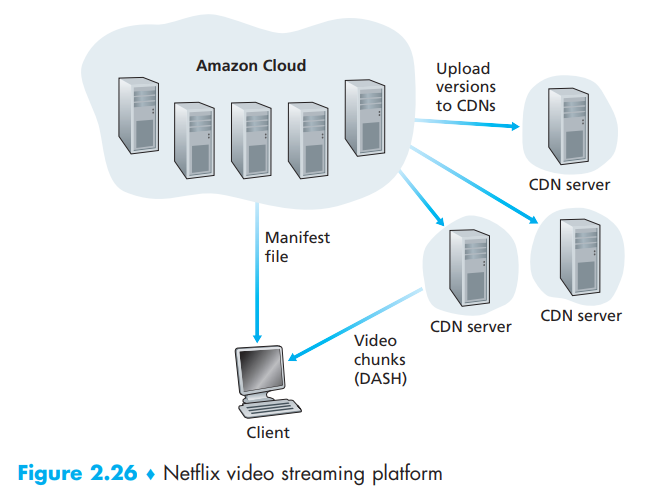 Amazon Cloud
Upload
versions
to CDNs
CDN server
Manifest
file
CDN server
CDN server
Video
chunks
(DASH)
Client
Figure 2.26 ♦ Netflix video streaming platform